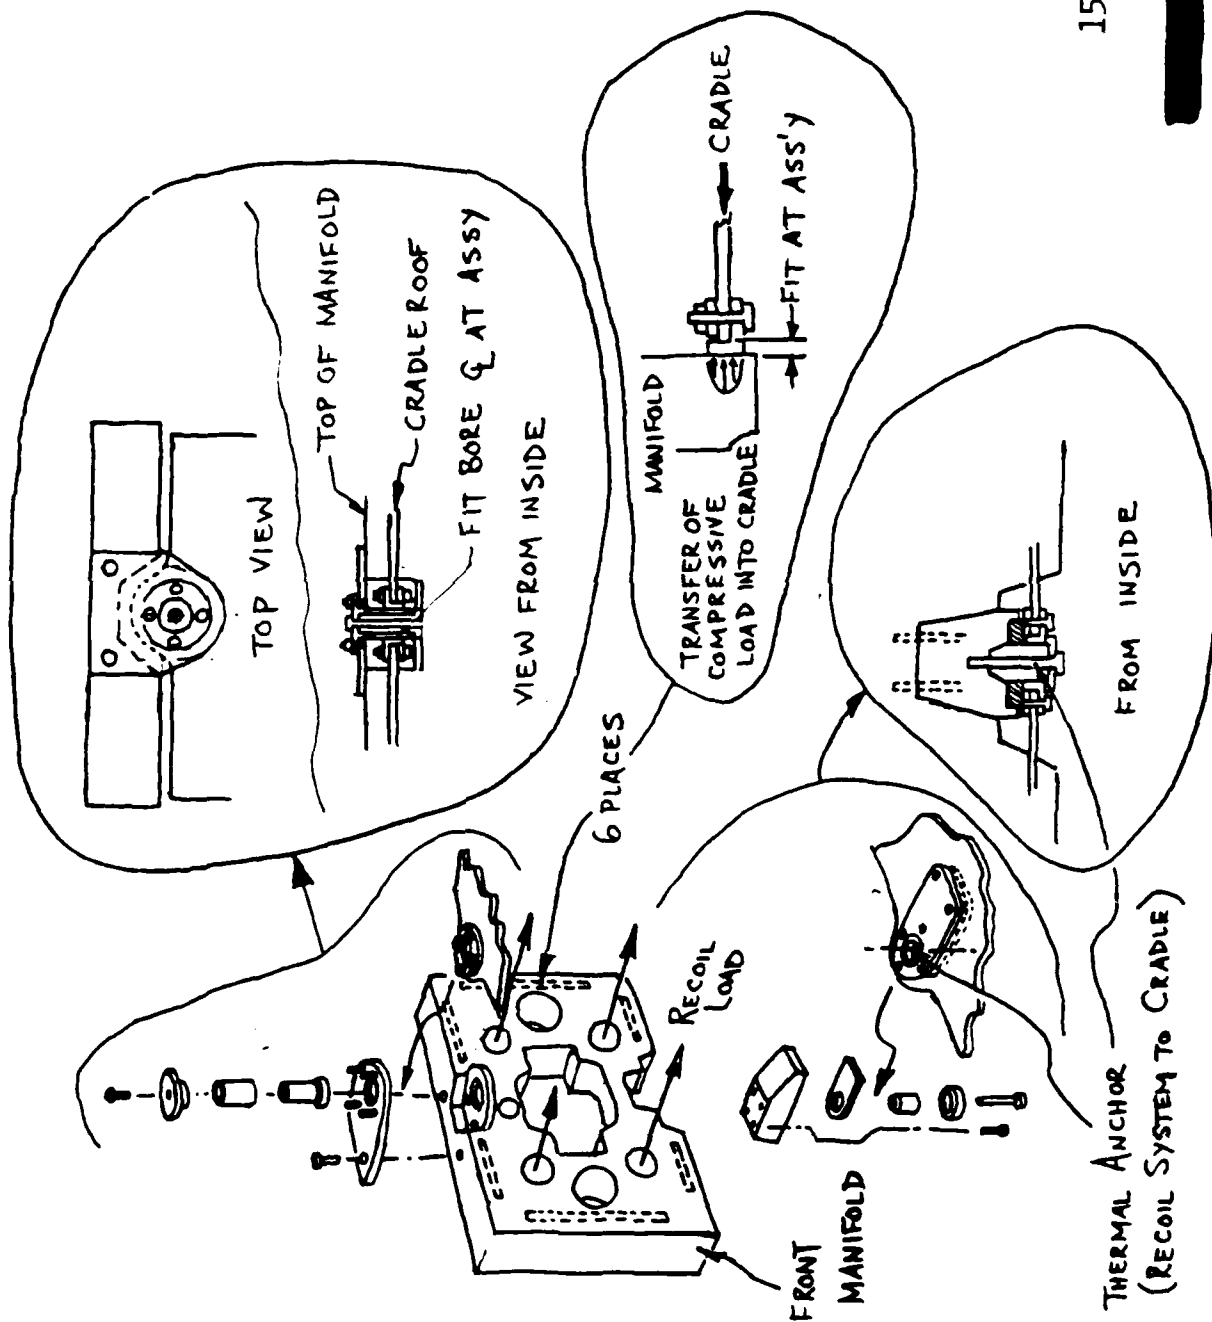 TOP VIEW
TOP OF MANIFOLD
CRADLE ROOF
FIT BORE ℄ AT ASSY
VIEW FROM INSIDE
6 PLACES
MANIFOLD
CRADLE
FIT AT ASS'Y
TRANSFER OF
COMPRESSIVE
LOAD INTO CRADLE
RECOIL
LOAD
FRONT
MANIFOLD
FROM INSIDE
THERMAL ANCHOR
(RECOIL SYSTEM TO CRADLE)
15